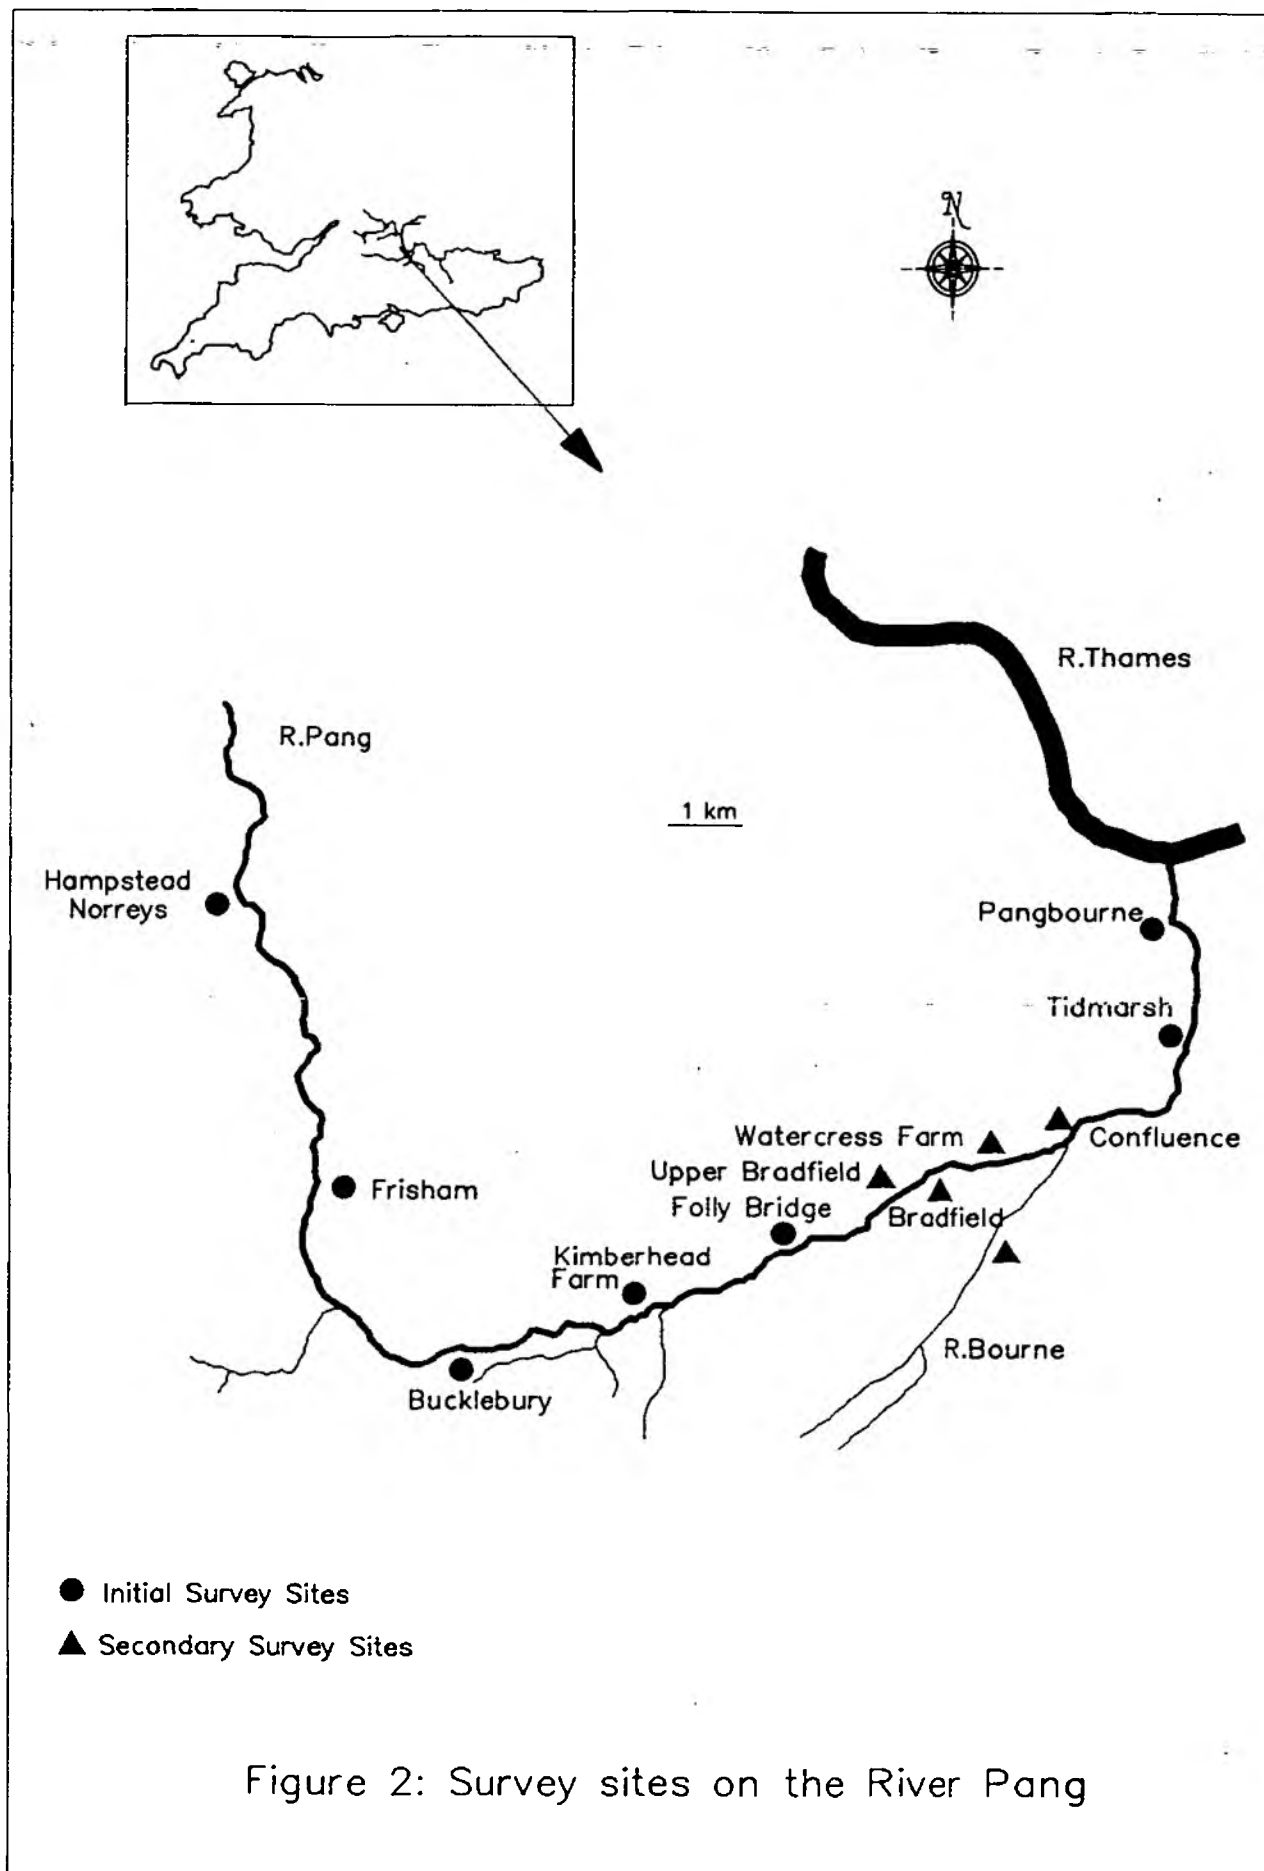 N
R.Thames
R.Pang
1 km
Hampstead
Norreys
Pangbourne
Tidmarsh
Watercress Farm
Confluence
Upper Bradfield
Frisham
Folly Bridge
Bradfield
Kimberhead
Farm
R.Bourne
Bucklebury
Initial Survey Sites
Secondary Survey Sites
Figure 2: Survey sites on the River Pang